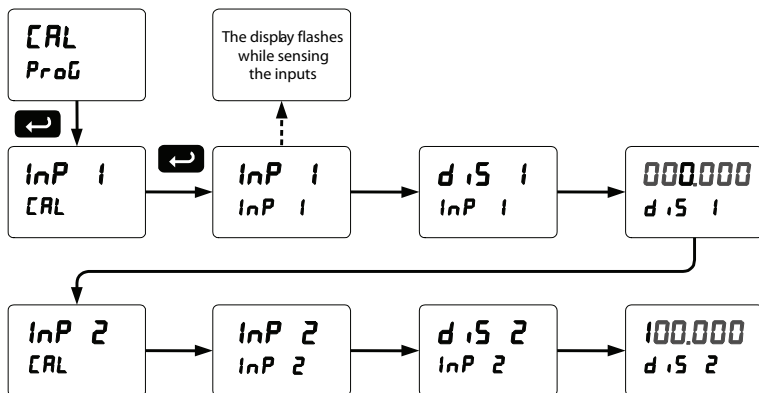 CAL
ProG
The display flashes
while sensing
the inputs
InP 1
CAL
InP 1
InP 1
diS 1
InP 1
000.000
diS 1
InP 2
CAL
InP 2
InP 2
diS 2
InP 2
100.000
diS 2